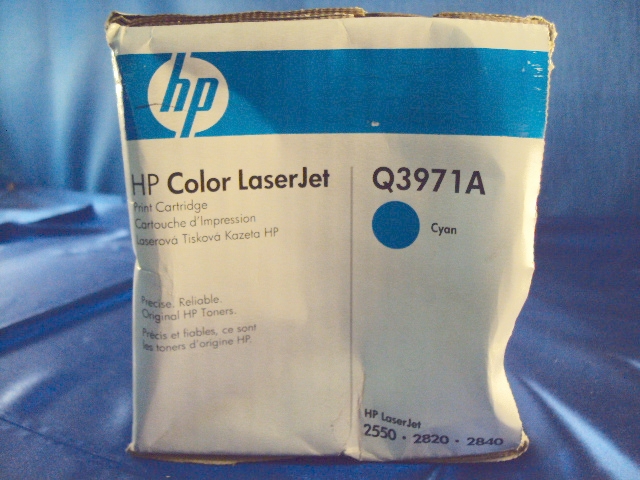 hp
HP Color LaserJet
Print Cartridge
Cartouche d'Impression
Laserová Tisková Kazeta HP
Precise. Reliable.
Original HP Toners.
Précis et fiables, ce sont
les toners d'origine HP.
Q3971A
Cyan
HP LaserJet
2550 · 2820 · 2840